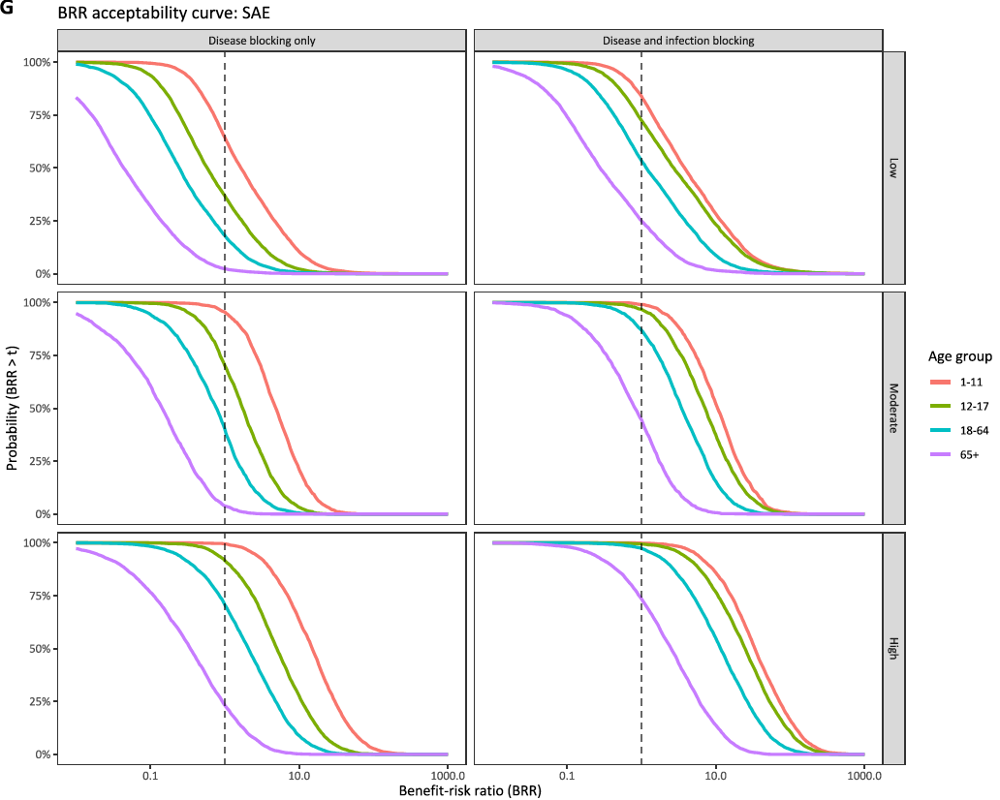 G
BRR acceptability curve: SAE
Disease blocking only
Disease and infection blocking
100%
75%
50%
25%
0%
Low
100%
75%
50%
25%
0%
Moderate
100%
75%
50%
25%
0%
High
Probability (BRR > t)
0.1
10.0
1000.0
0.1
10.0
1000.0
Benefit-risk ratio (BRR)
Age group
1-11
12-17
18-64
65+